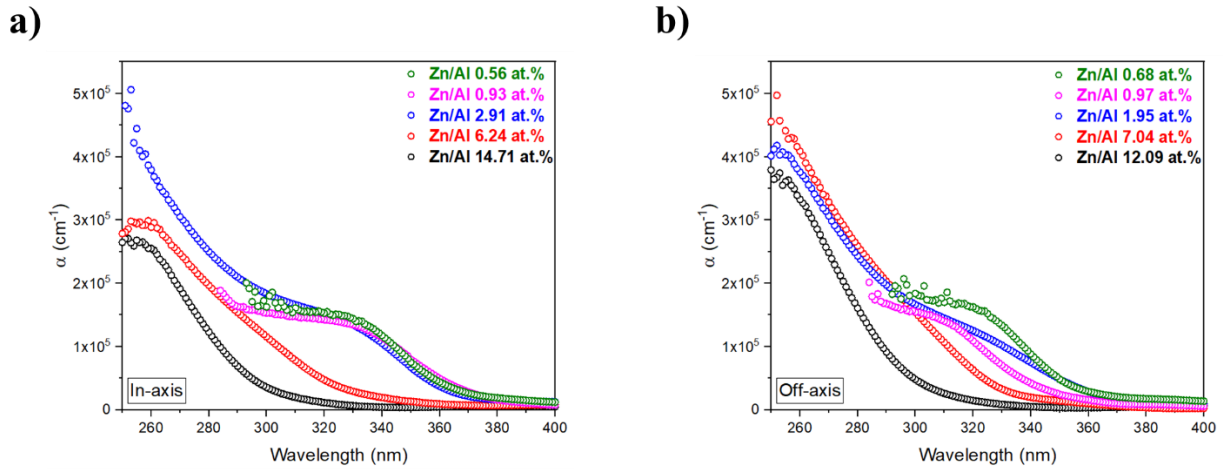 a)
Zn/Al 0.56 at.%
Zn/Al 0.93 at.%
Zn/Al 2.91 at.%
Zn/Al 6.24 at.%
Zn/Al 14.71 at.%
5x10⁵
4x10⁵
3x10⁵
2x10⁵
1x10⁵
0
α (cm⁻¹)
In-axis
260 280 300 320 340 360 380 400
Wavelength (nm)
b)
Zn/Al 0.68 at.%
Zn/Al 0.97 at.%
Zn/Al 1.95 at.%
Zn/Al 7.04 at.%
Zn/Al 12.09 at.%
5x10⁵
4x10⁵
3x10⁵
2x10⁵
1x10⁵
0
α (cm⁻¹)
Off-axis
260 280 300 320 340 360 380 400
Wavelength (nm)